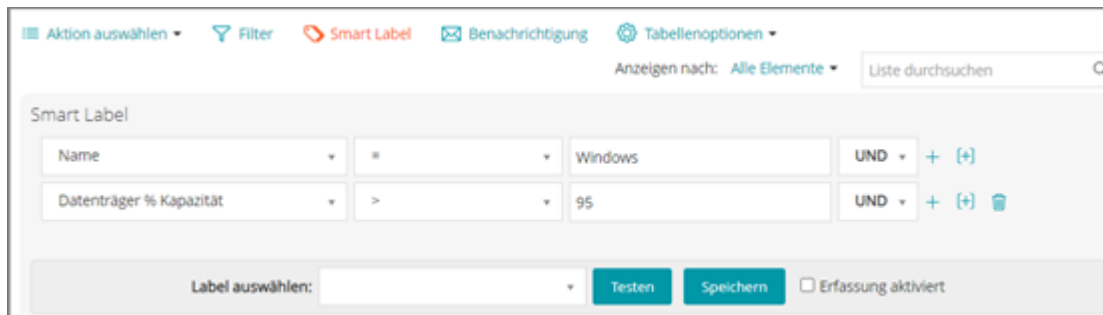 Aktion auswählen Filter Smart Label Benachrichtigung Tabellenoptionen
Anzeigen nach: Alle Elemente Liste durchsuchen
Smart Label
Name = Windows UND
Datenträger % Kapazität > 95 UND
Label auswählen: Testen Speichern Erfassung aktiviert